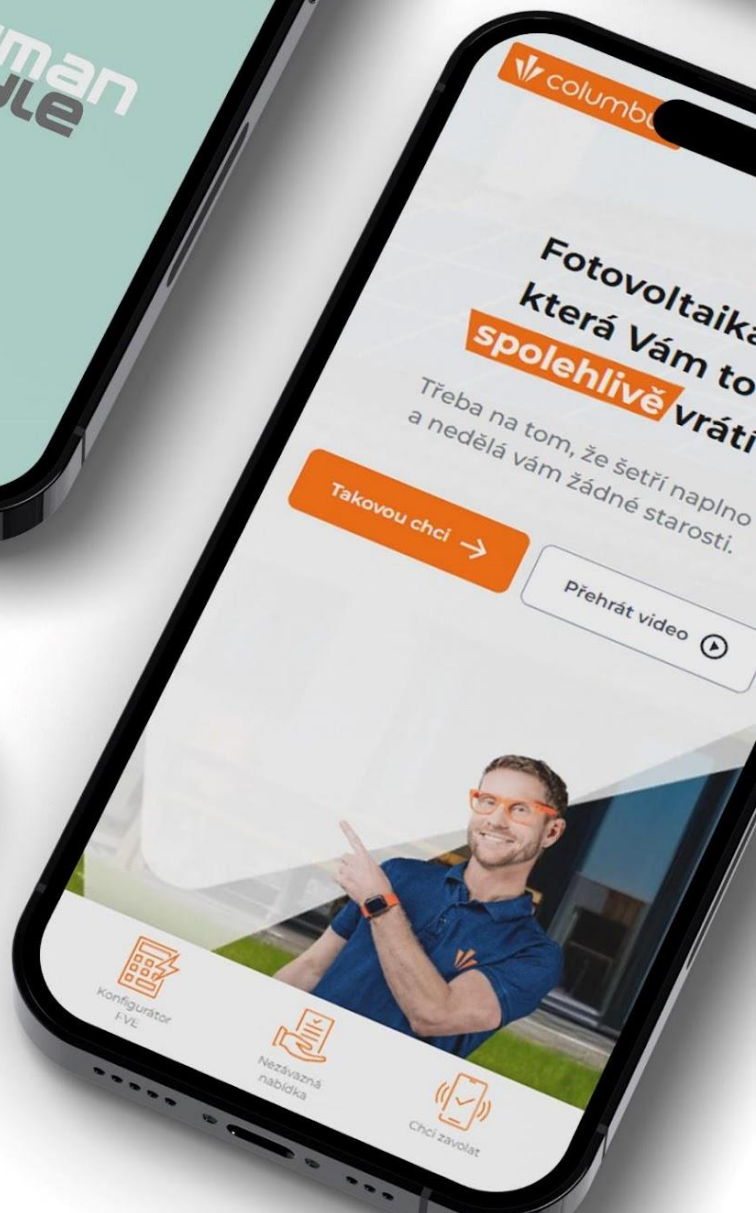 man
columbu
Fotovoltaika
která Vám to
spolehlivě vrátí
Třeba na tom, že šetří naplno
a nedělá vám žádné starosti.
Takovou chci
Přehrát video
Konfigurátor
FVE
Nezávazná
nabídka
Chci zavolat